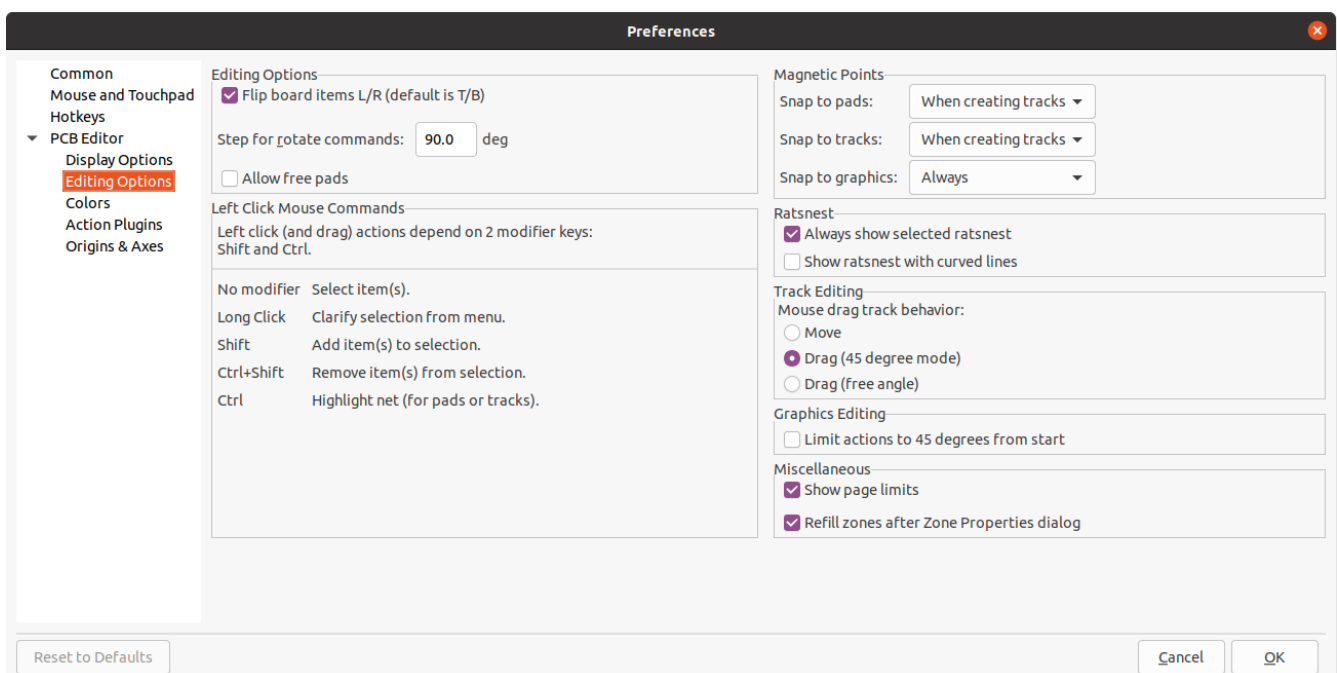 Preferences
Common
Mouse and Touchpad
Hotkeys
PCB Editor
Display Options
Editing Options
Colors
Action Plugins
Origins & Axes
Editing Options
Flip board items L/R (default is T/B)
Step for rotate commands: 90.0 deg
Allow free pads
Left Click Mouse Commands
Left click (and drag) actions depend on 2 modifier keys:
Shift and Ctrl.
No modifier Select item(s).
Long Click Clarify selection from menu.
Shift Add item(s) to selection.
Ctrl+Shift Remove item(s) from selection.
Ctrl Highlight net (for pads or tracks).
Magnetic Points
Snap to pads: When creating tracks
Snap to tracks: When creating tracks
Snap to graphics: Always
Ratsnest
Always show selected ratsnest
Show ratsnest with curved lines
Track Editing
Mouse drag track behavior:
Move
Drag (45 degree mode)
Drag (free angle)
Graphics Editing
Limit actions to 45 degrees from start
Miscellaneous
Show page limits
Refill zones after Zone Properties dialog
Reset to Defaults
Cancel
OK